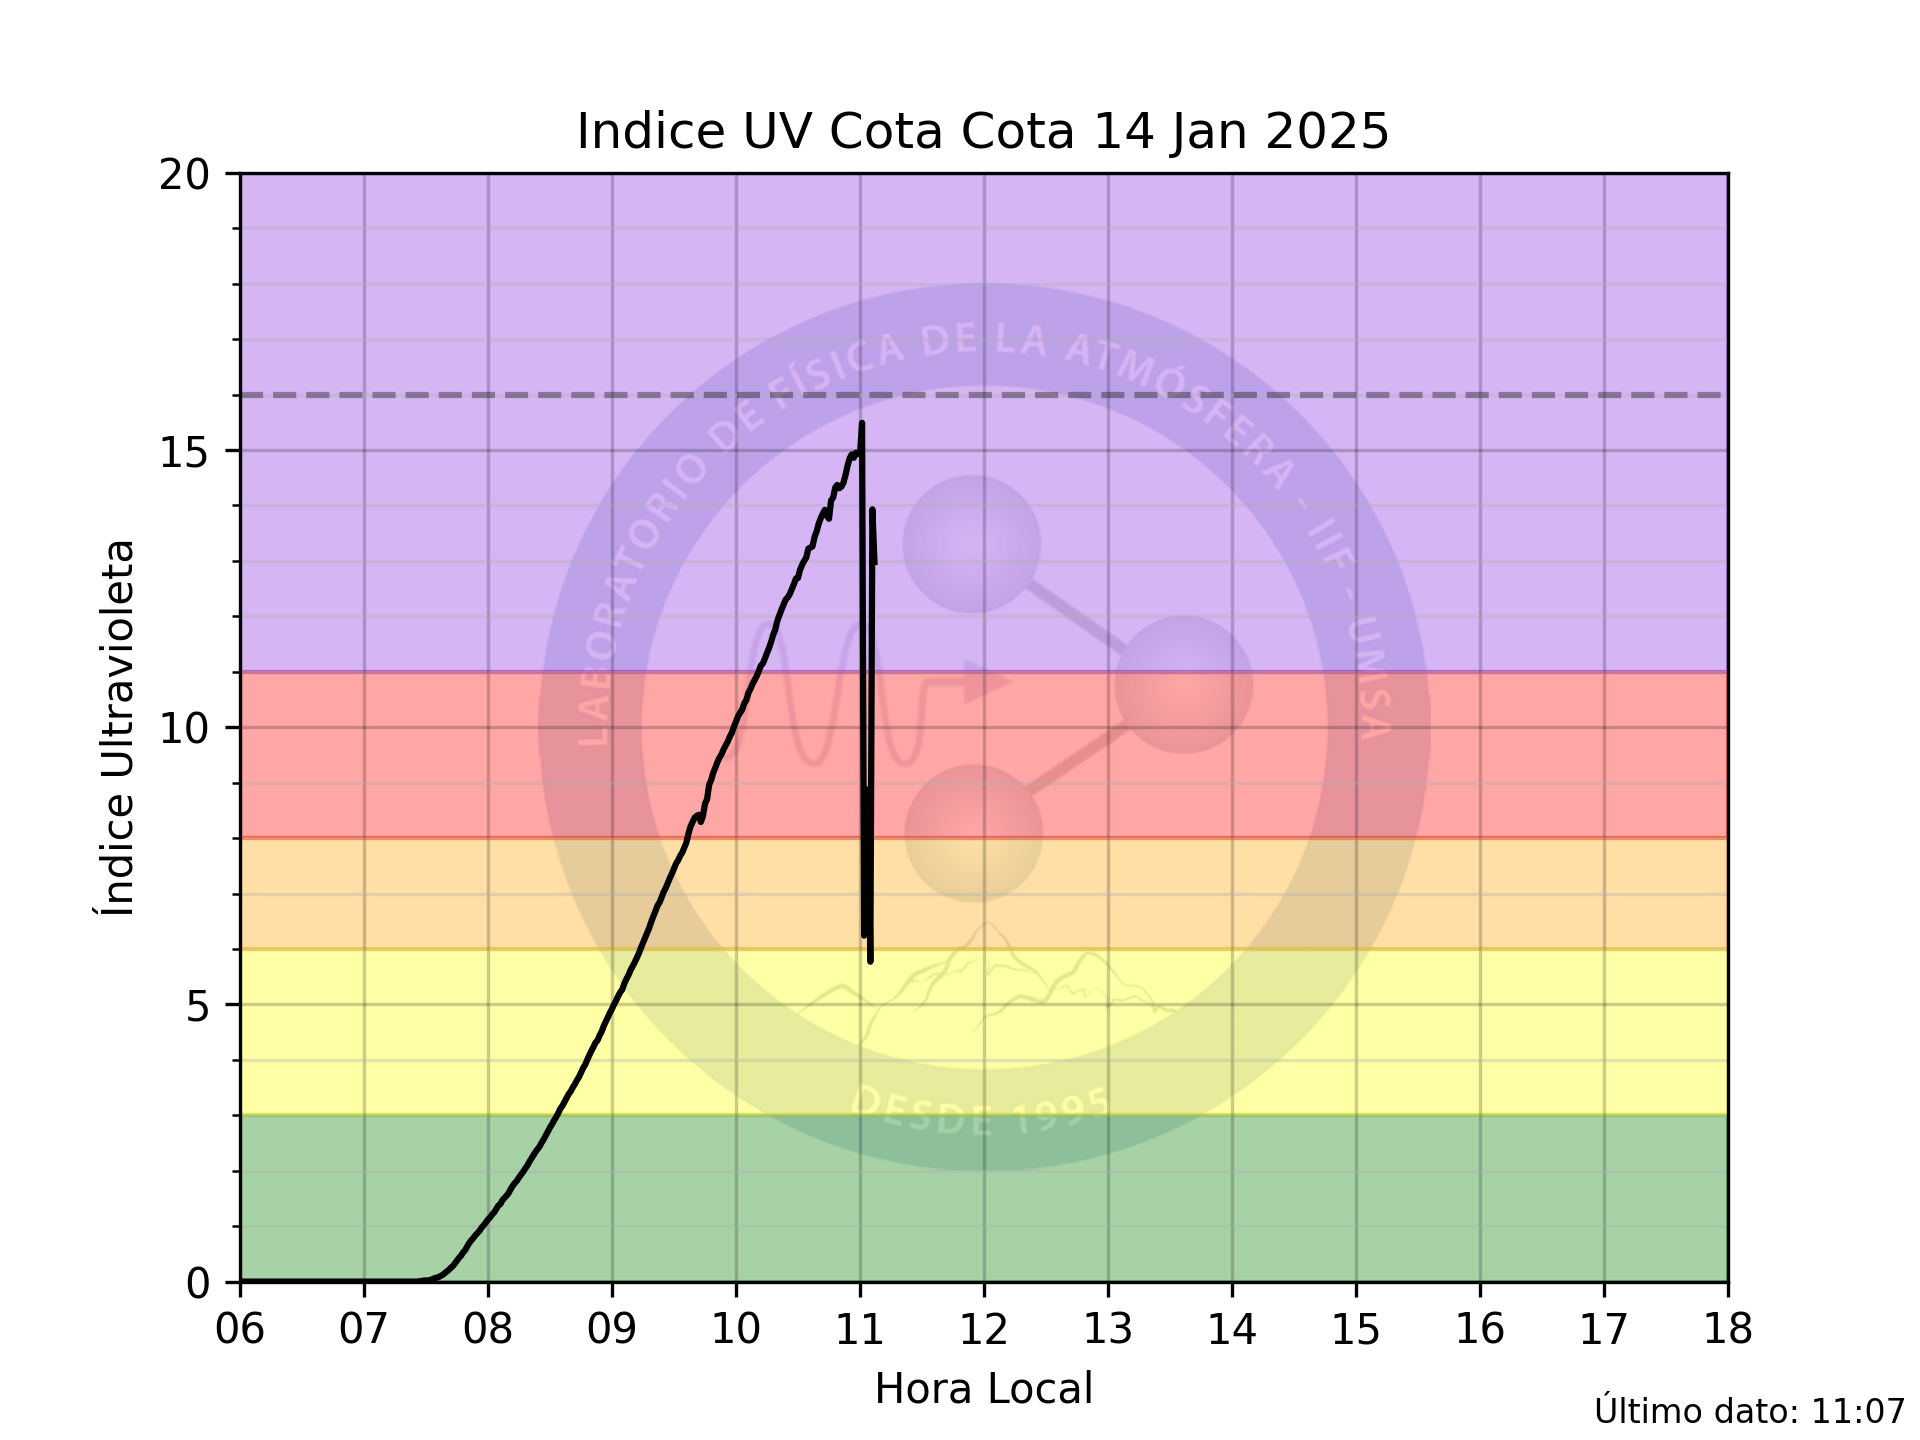 Indice UV Cota Cota 14 Jan 2025
20
15
10
5
0
Índice Ultravioleta
LABORATORIO DE FÍSICA DE LA ATMÓSFERA - IIF - UMSA
DESDE 1995
06 07 08 09 10 11 12 13 14 15 16 17 18
Hora Local
Último dato: 11:07